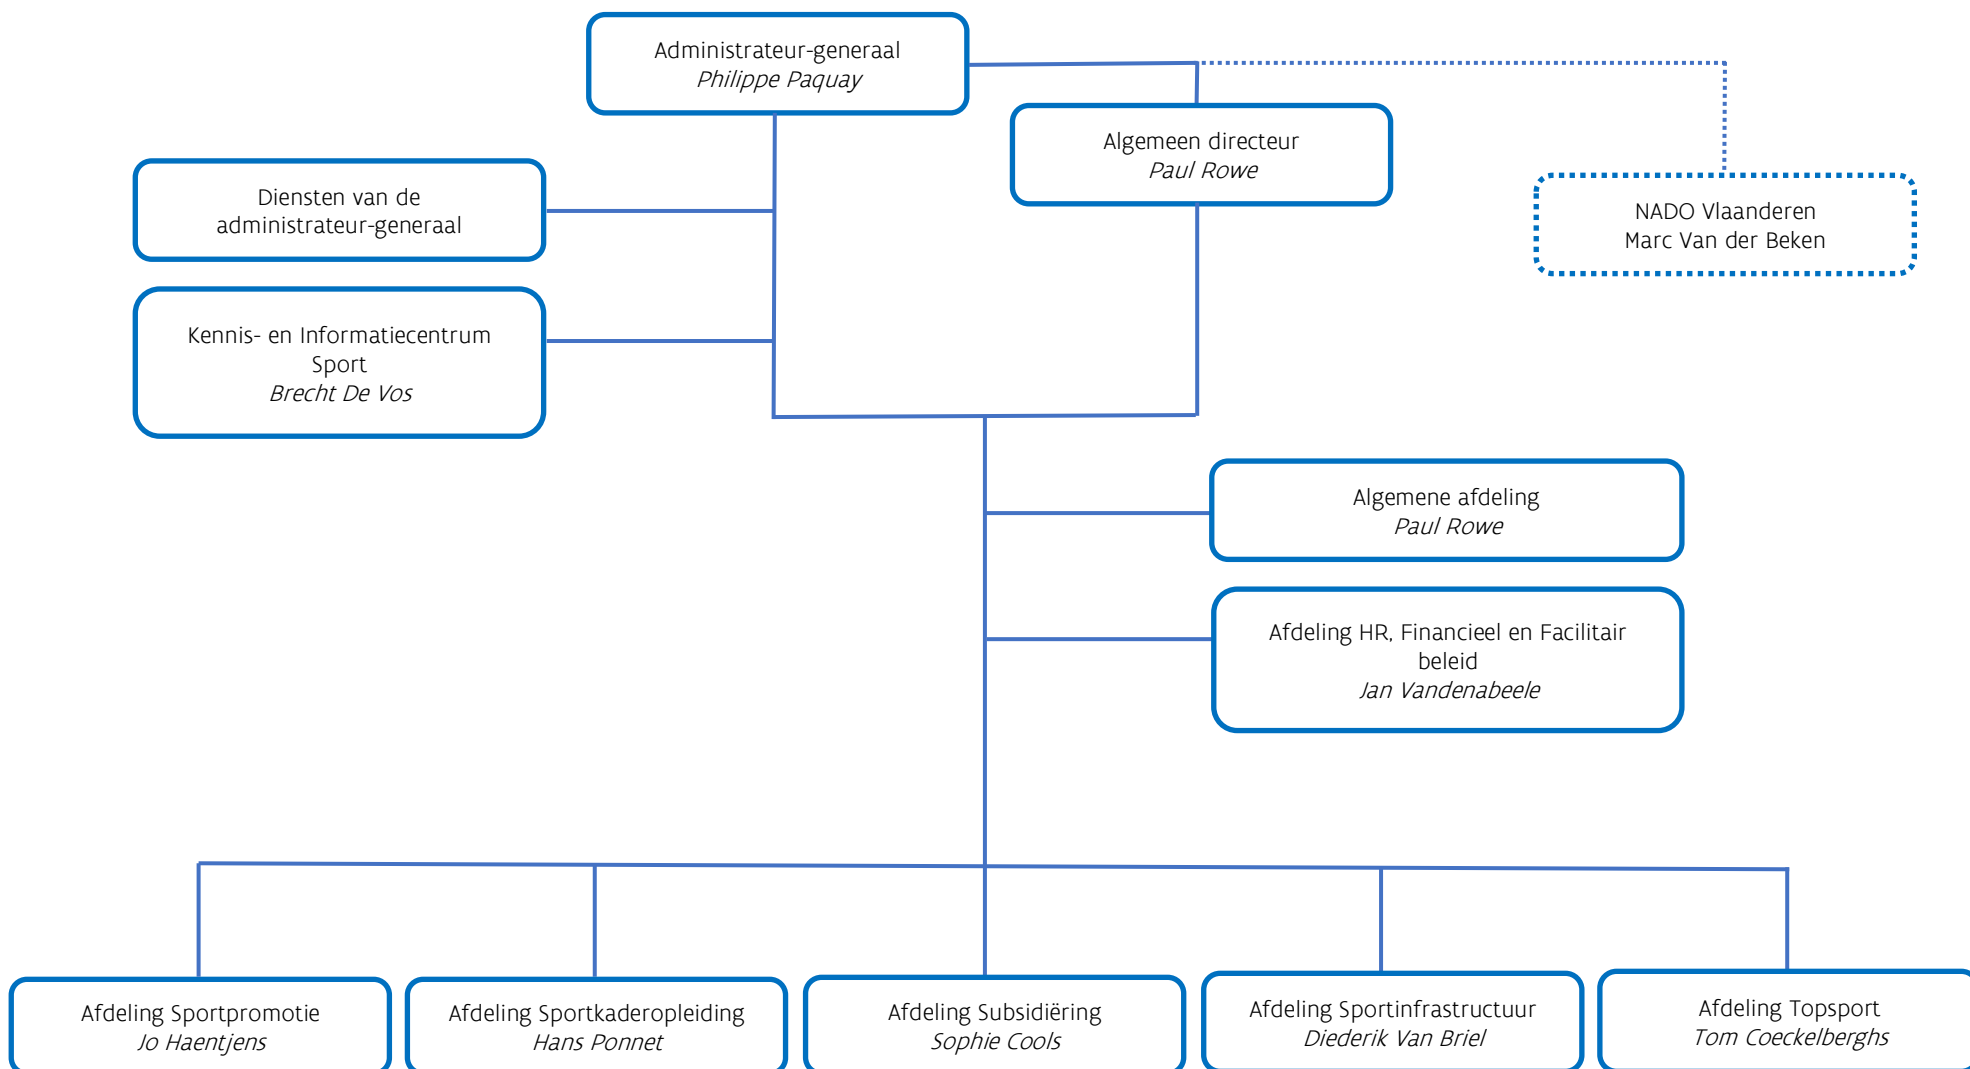 Administrateur-generaal
Philippe Paquay
Algemeen directeur
Paul Rowe
Diensten van de
administrateur-generaal
NADO Vlaanderen
Marc Van der Beken
Kennis- en Informatiecentrum
Sport
Brecht De Vos
Algemene afdeling
Paul Rowe
Afdeling HR, Financieel en Facilitair
beleid
Jan Vandenabeele
Afdeling Sportpromotie
Jo Haentjens
Afdeling Sportkaderopleiding
Hans Ponnet
Afdeling Subsidiëring
Sophie Cools
Afdeling Sportinfrastructuur
Diederik Van Briel
Afdeling Topsport
Tom Coeckelberghs